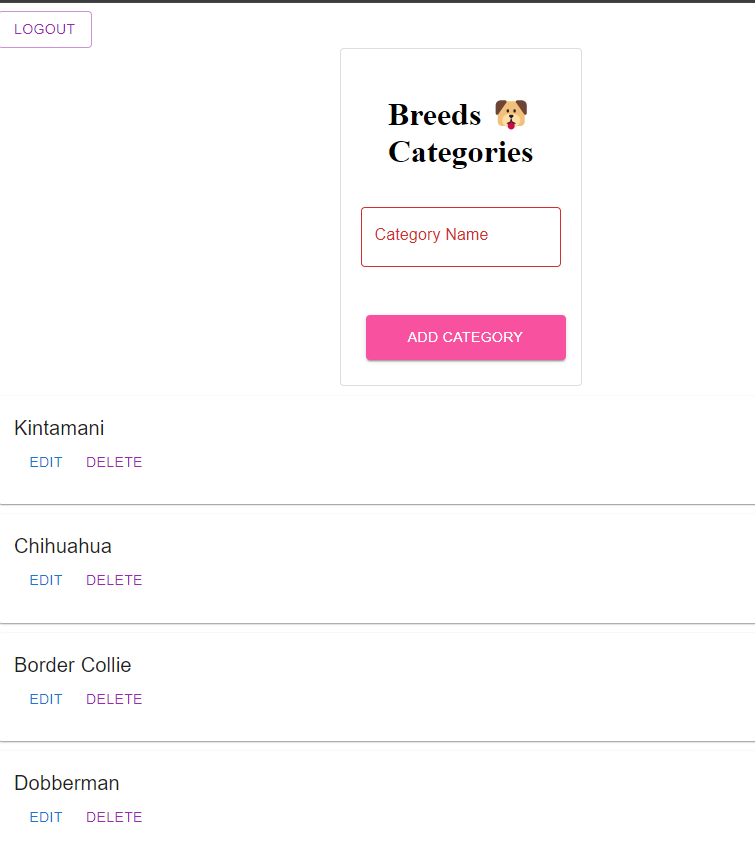 LOGOUT
Breeds 🐶
Categories
Category Name
ADD CATEGORY
Kintamani
EDIT DELETE
Chihuahua
EDIT DELETE
Border Collie
EDIT DELETE
Dobberman
EDIT DELETE